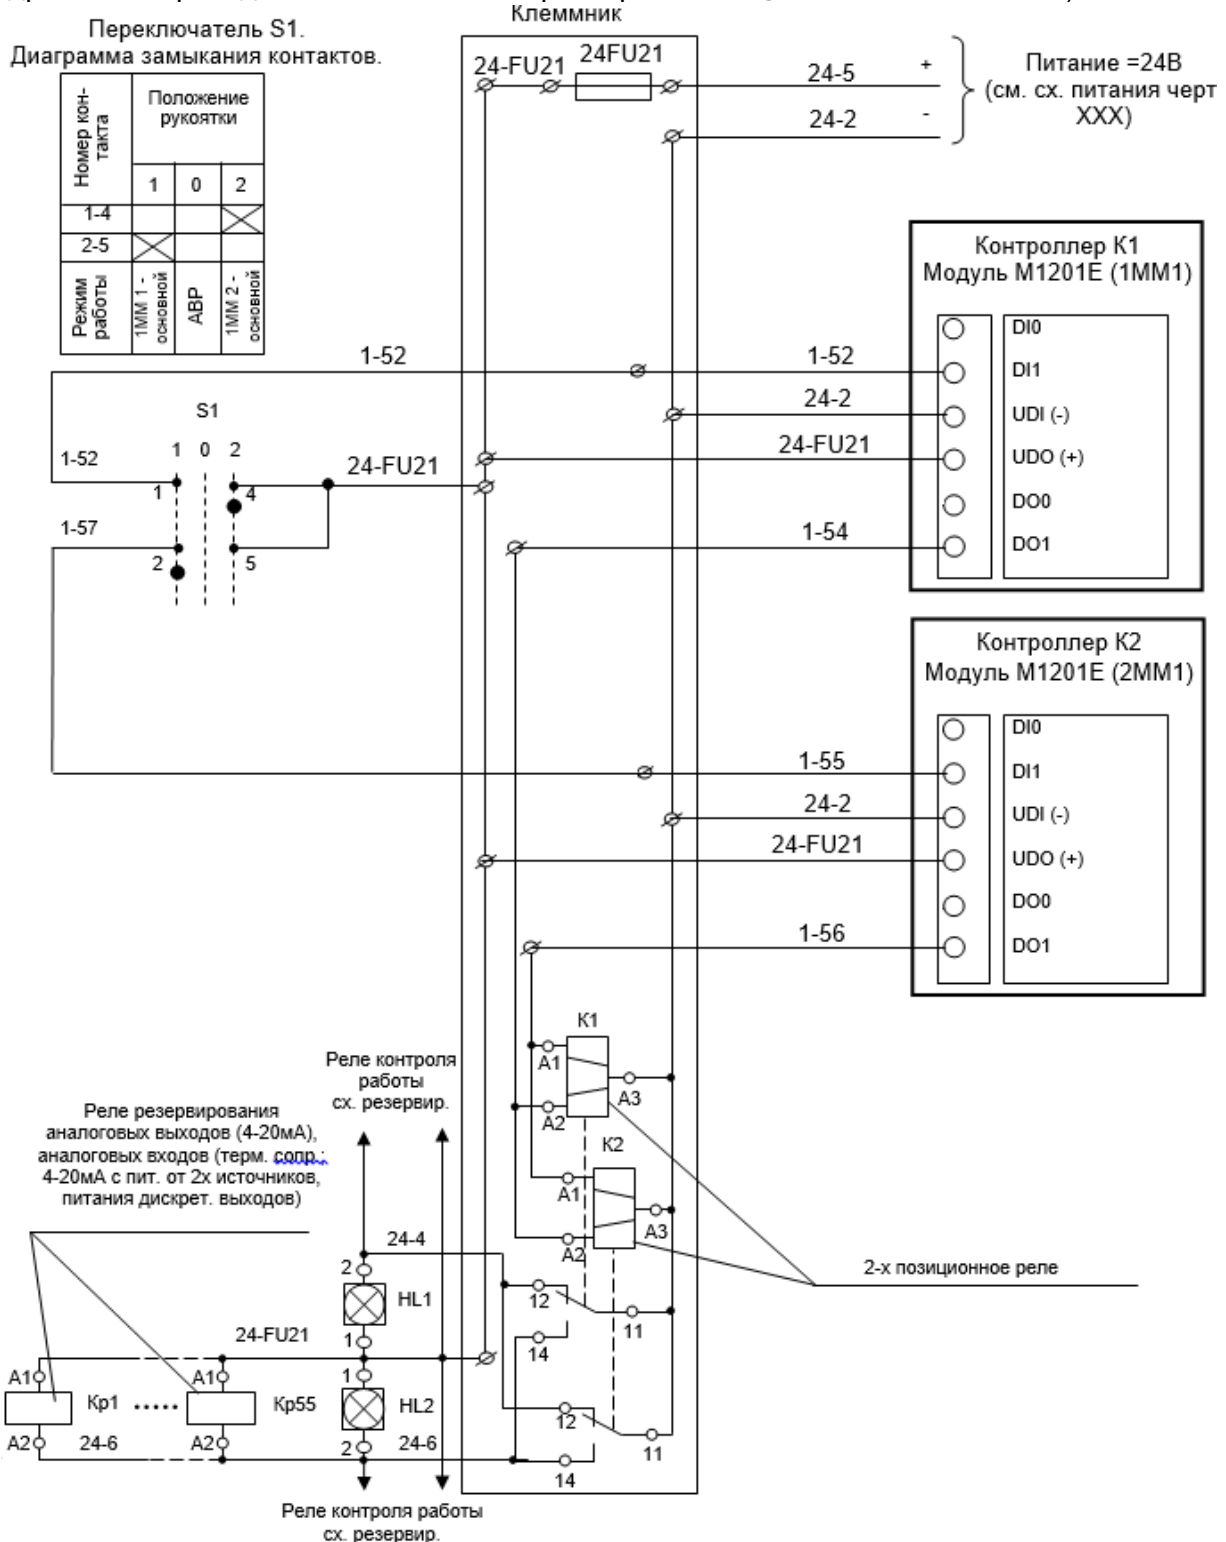 Клеммник
Переключатель S1.
Диаграмма замыкания контактов.
Номер кон-
такта
Положение
рукоятки
1
0
2
1-4
2-5
Режим
работы
1ММ 1 -
основной
АВР
1ММ 2 -
основной
24-FU21
24FU21
24-5
+
24-2
-
Питание =24В
(см. сх. питания черт
XXX)
Контроллер К1
Модуль М1201Е (1ММ1)
DI0
DI1
UDI (-)
UDO (+)
DO0
DO1
1-52
1-52
24-2
24-FU21
1-54
S1
1 0 2
1-52
1
4
24-FU21
1-57
2
5
Контроллер К2
Модуль М1201Е (2ММ1)
DI0
DI1
UDI (-)
UDO (+)
DO0
DO1
1-55
24-2
24-FU21
1-56
К1
А1
А2
А3
К2
А1
А2
А3
2-х позиционное реле
Реле контроля
работы
сх. резервир.
Реле резервирования
аналоговых выходов (4-20мА),
аналоговых входов (терм. сопр.;
4-20мА с пит. от 2х источников,
питания дискрет. выходов)
24-4
2
HL1
1
12
11
14
24-FU21
А1
Кр1
А2
24-6
А1
Кр55
А2
1
HL2
2
24-6
12
11
14
Реле контроля работы
сх. резервир.